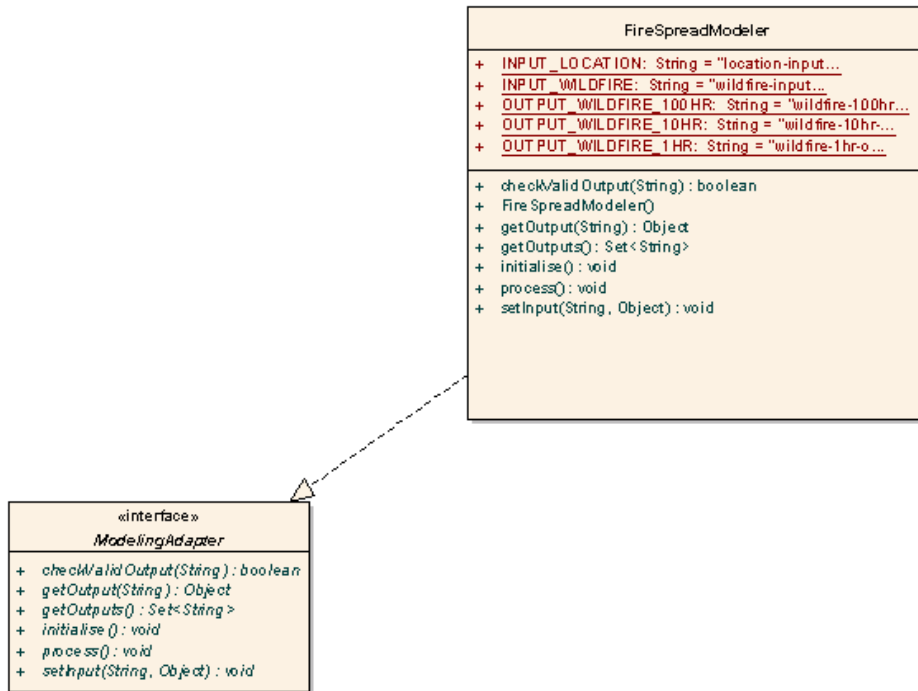 FireSpreadModeler
+ INPUT_LOCATION: String = "location-input...
+ INPUT_WILDFIRE: String = "wildfire-input...
+ OUTPUT_WILDFIRE_100HR: String = "wildfire-100hr...
+ OUTPUT_WILDFIRE_10HR: String = "wildfire-10hr-...
+ OUTPUT_WILDFIRE_1HR: String = "wildfire-1hr-o...
+ checkValidOutput(String) : boolean
+ FireSpreadModeler()
+ getOutput(String) : Object
+ getOutputs() : Set<String>
+ initialise() : void
+ process() : void
+ setInput(String, Object) : void
«interface»
ModelingAdapter
+ checkValidOutput(String) : boolean
+ getOutput(String) : Object
+ getOutputs() : Set<String>
+ initialise() : void
+ process() : void
+ setInput(String, Object) : void